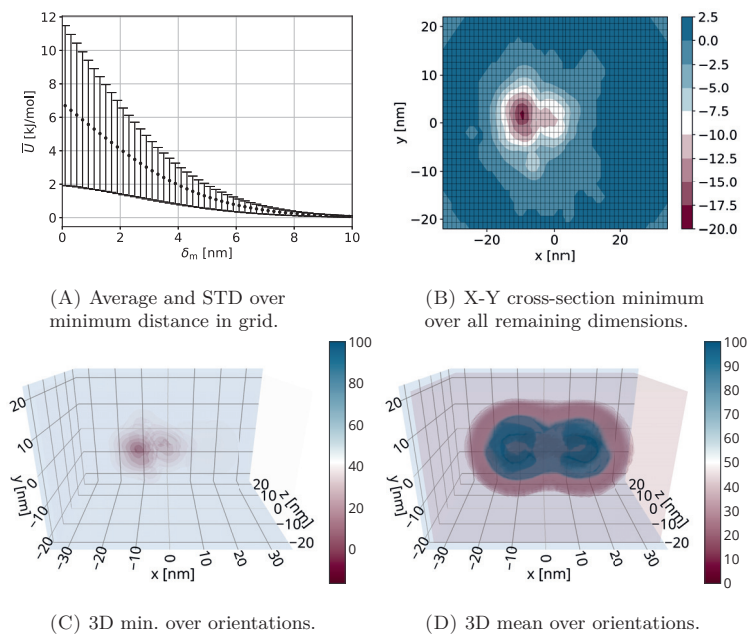 12
10
8
6
4
2
0
U [kJ/mol]
0 2 4 6 8 10
δm [nm]
20
10
0
−10
−20
y [nm]
−20 0 20
x [nm]
2.5
0.0
−2.5
−5.0
−7.5
−10.0
−12.5
−15.0
−17.5
−20.0
(A) Average and STD over
minimum distance in grid.
(B) X-Y cross-section minimum
over all remaining dimensions.
20
10
0
−10
−20
y [nm]
−30 −20 −10 0 10 20 30
x [nm]
20
10
0
−10
−20
z [nm]
100
80
60
40
20
0
20
10
0
−10
−20
y [nm]
−30 −20 −10 0 10 20 30
x [nm]
20
10
0
−10
−20
z [nm]
100
90
80
70
60
50
40
30
20
10
0
(C) 3D min. over orientations.
(D) 3D mean over orientations.